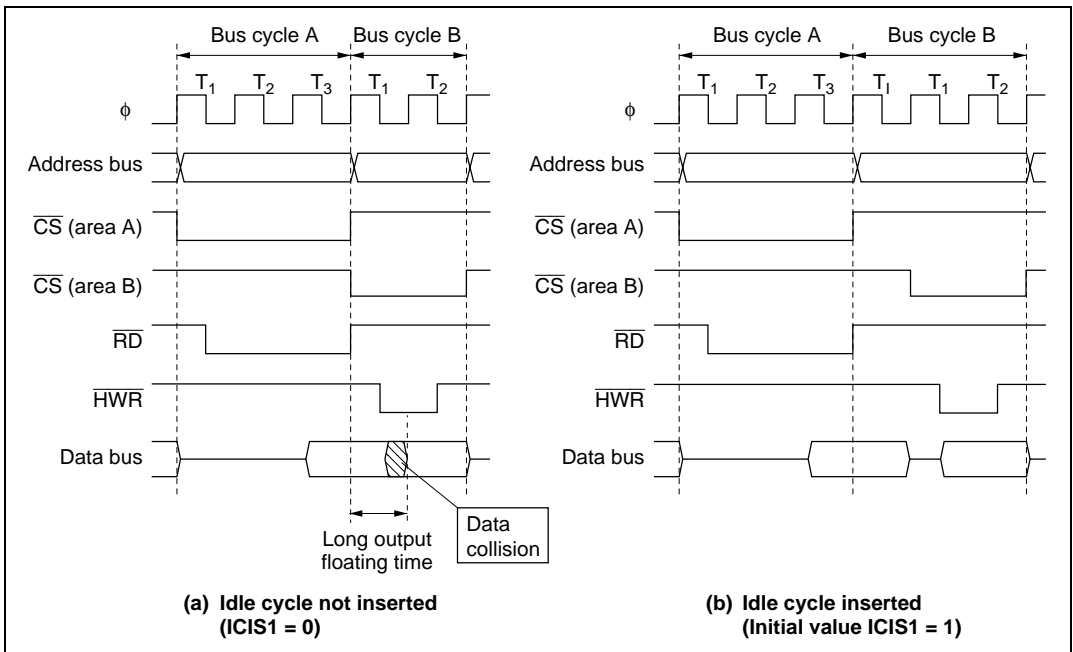 Bus cycle A Bus cycle B
T1 T2 T3 T1 T2
ϕ
Address bus
CS (area A)
CS (area B)
RD
HWR
Data bus
Long output
floating time
Data
collision
(a) Idle cycle not inserted
(ICIS1 = 0)
Bus cycle A Bus cycle B
T1 T2 T3 TI T1 T2
ϕ
Address bus
CS (area A)
CS (area B)
RD
HWR
Data bus
(b) Idle cycle inserted
(Initial value ICIS1 = 1)